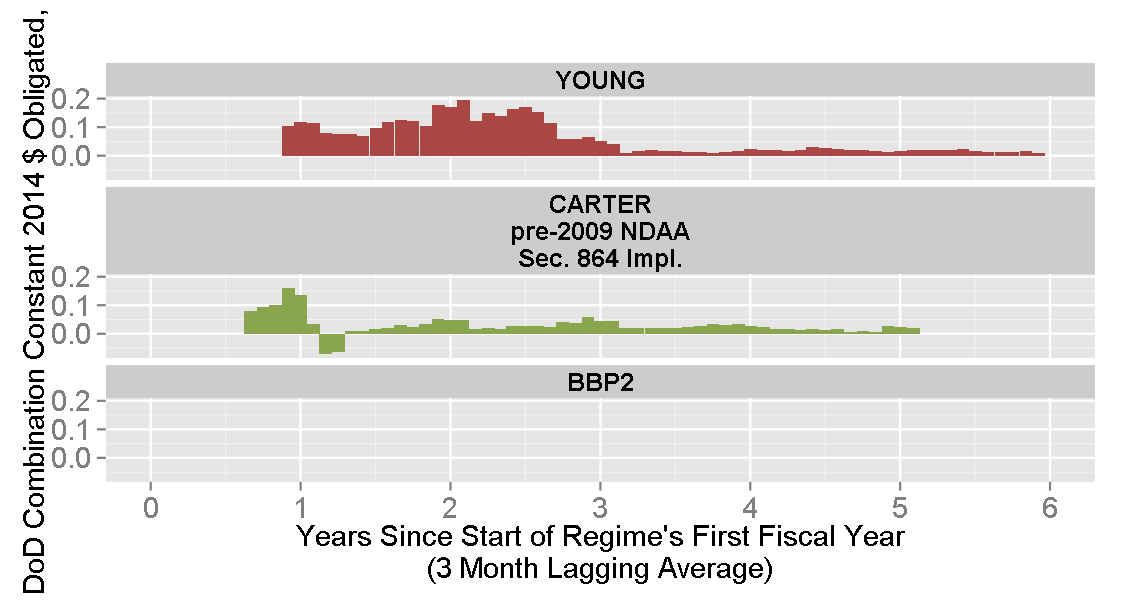 DoD Combination Constant 2014 $ Obligated,
YOUNG
0.2
0.1
0.0
CARTER
pre-2009 NDAA
Sec. 864 Impl.
0.2
0.1
0.0
BBP2
0.2
0.1
0.0
0 1 2 3 4 5 6
Years Since Start of Regime's First Fiscal Year
(3 Month Lagging Average)